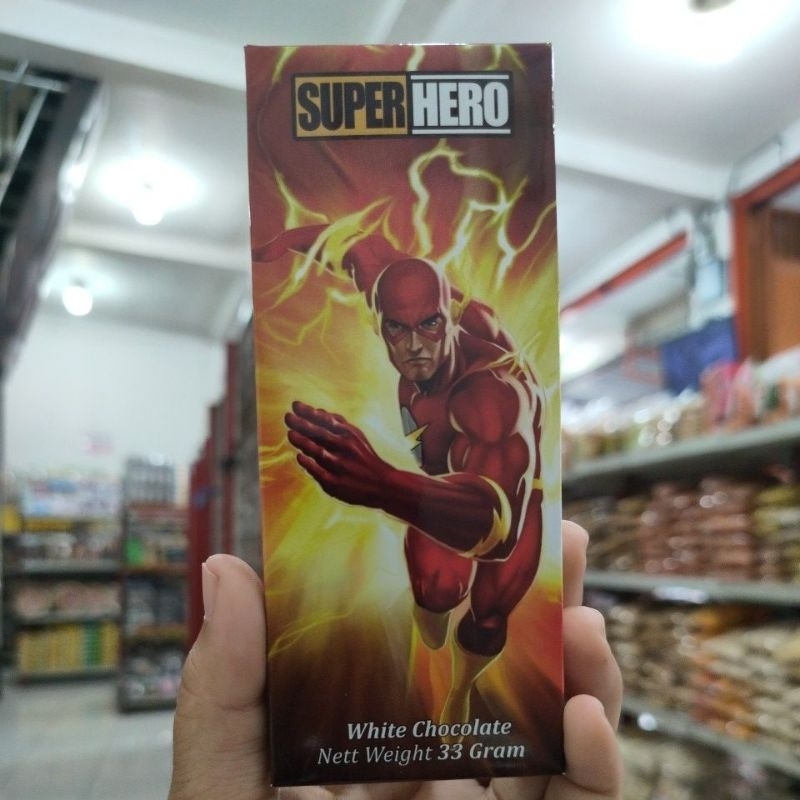 SUPER HERO
White Chocolate
Nett Weight 33 Gram